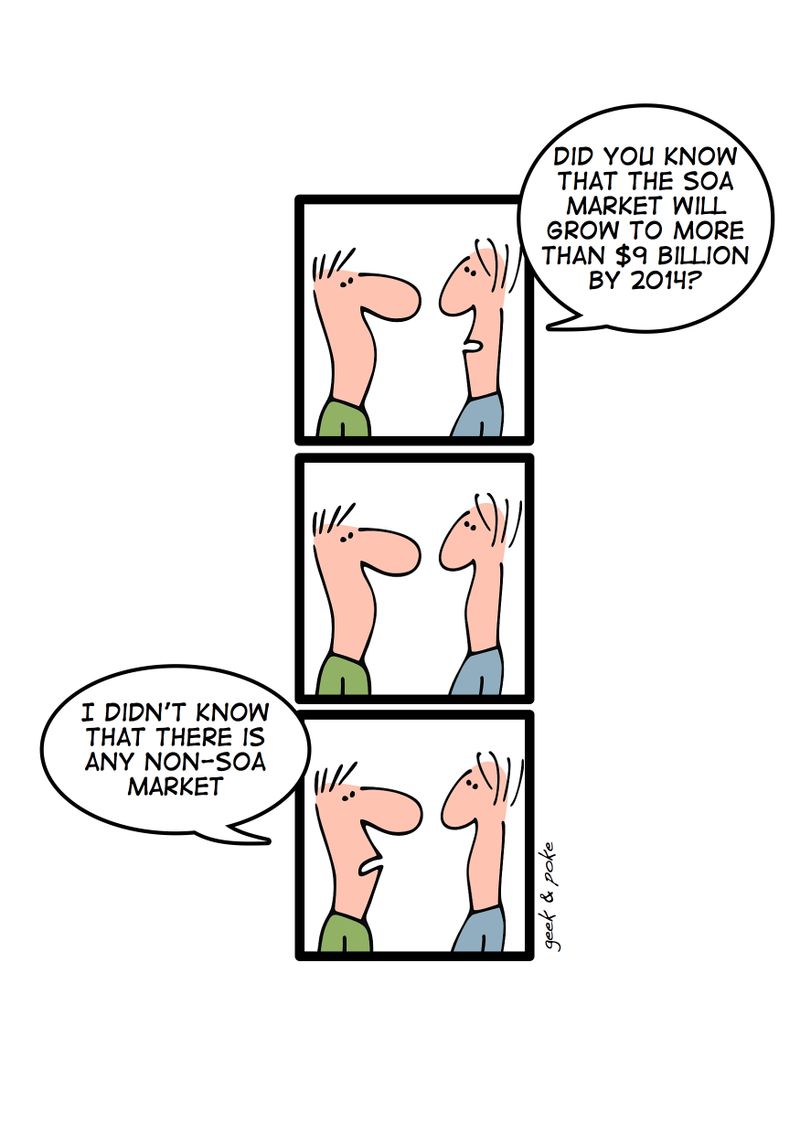 DID YOU KNOW
THAT THE SOA
MARKET WILL
GROW TO MORE
THAN $9 BILLION
BY 2014?
I DIDN'T KNOW
THAT THERE IS
ANY NON-SOA
MARKET
geek & poke